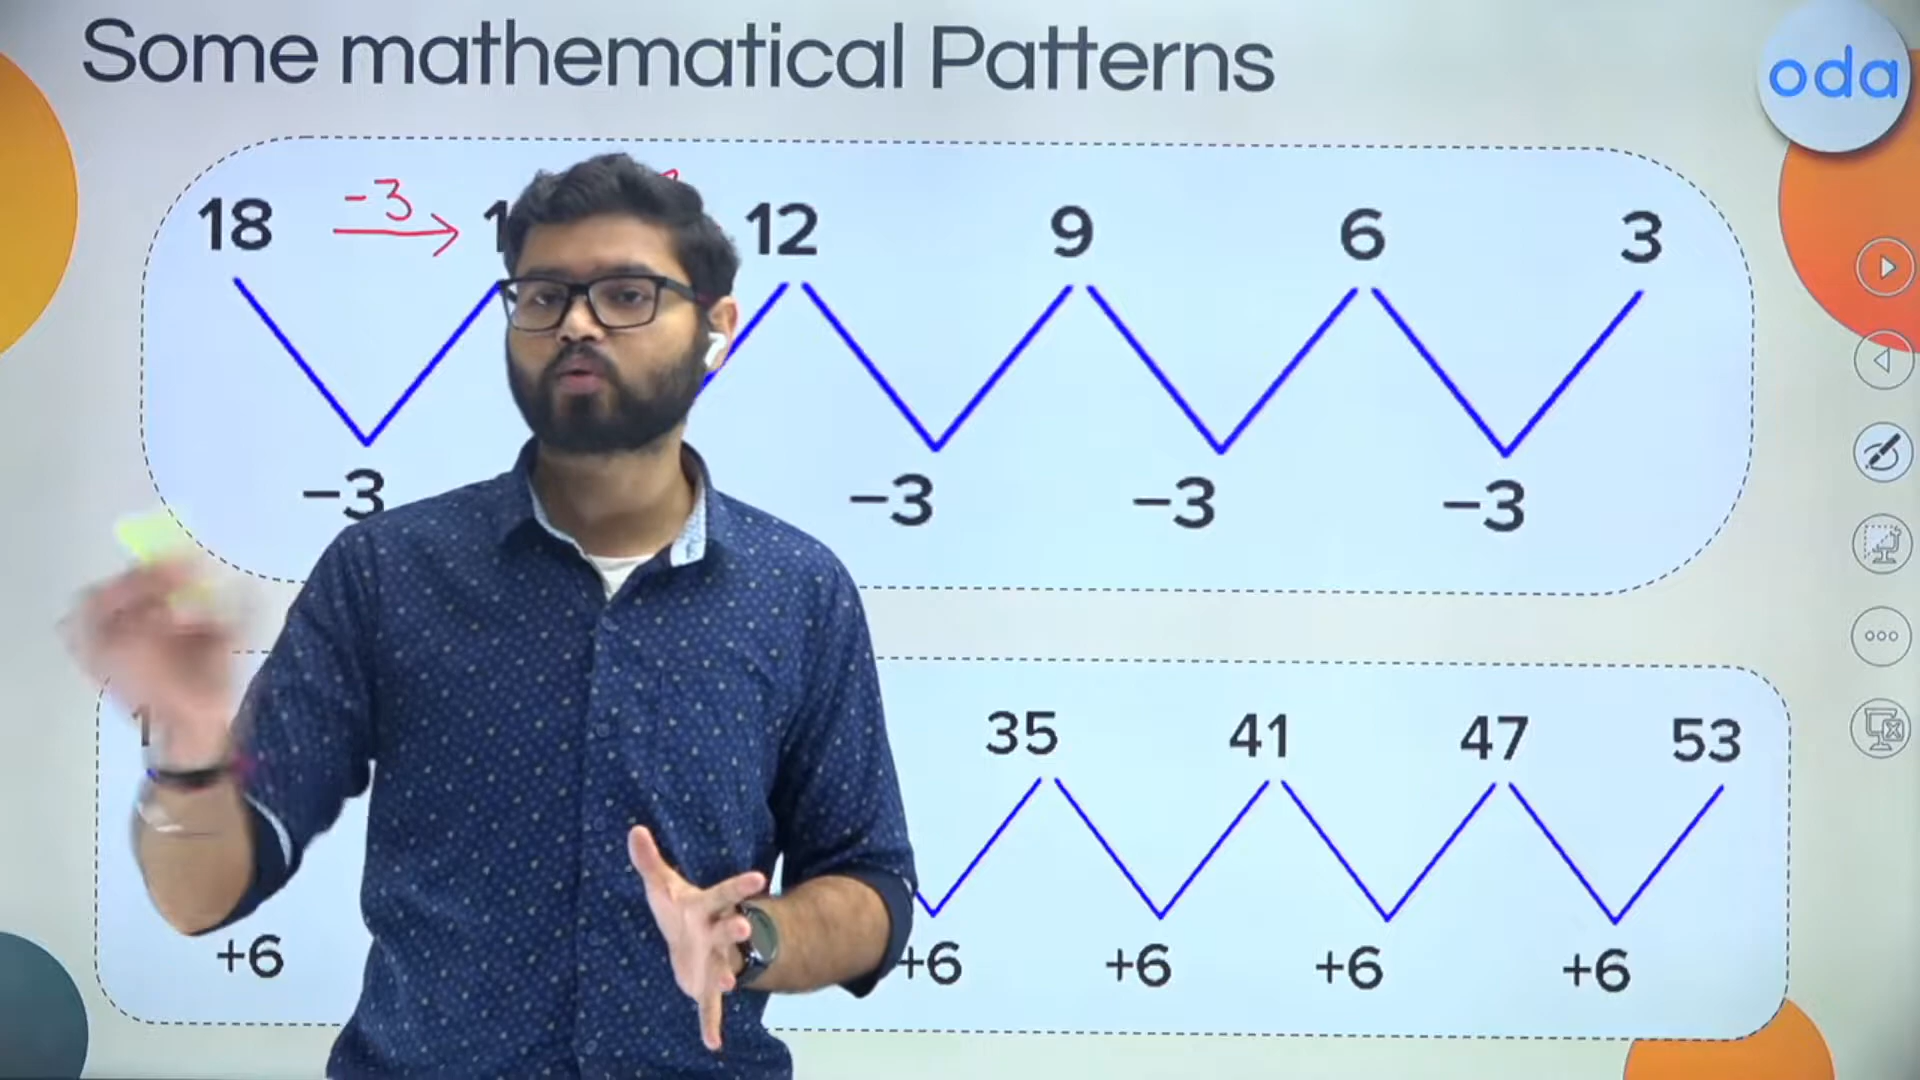 Some mathematical Patterns
oda
-3
18 12 9 6 3
−3 −3 −3 −3
35 41 47 53
+6 +6 +6 +6 +6